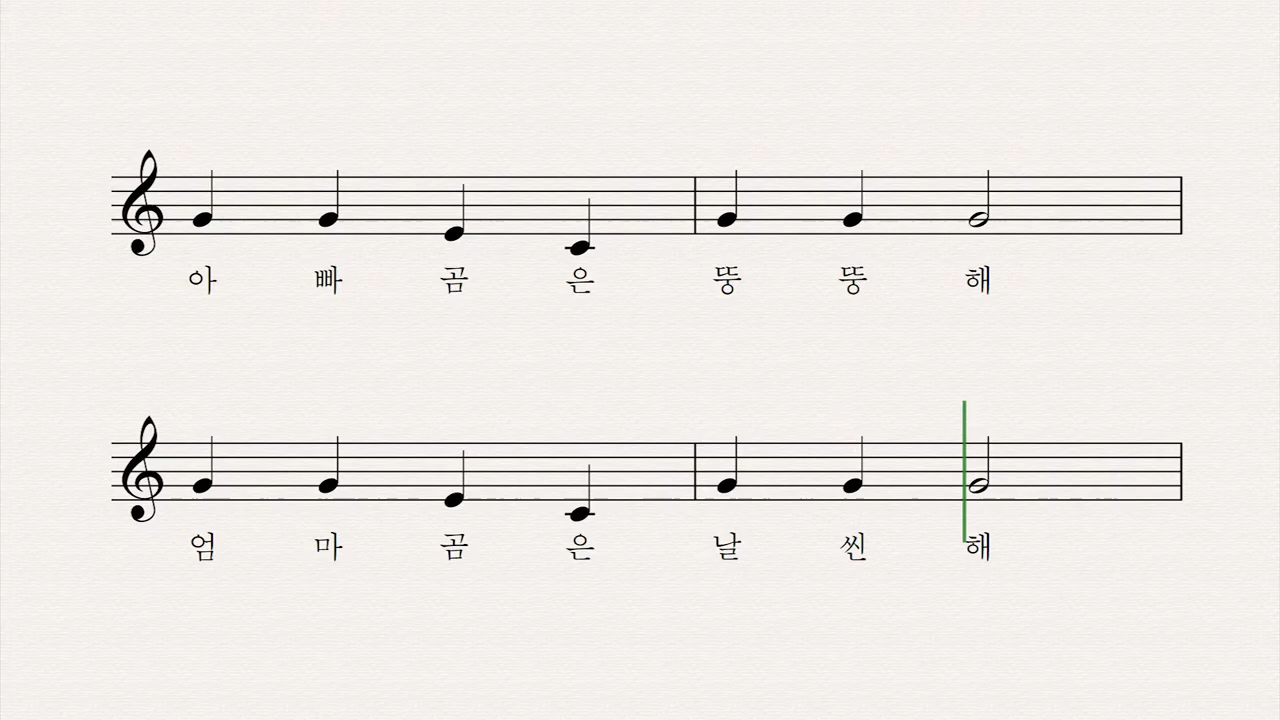 아 빠 곰 은 뚱 뚱 해
엄 마 곰 은 날 씬 해